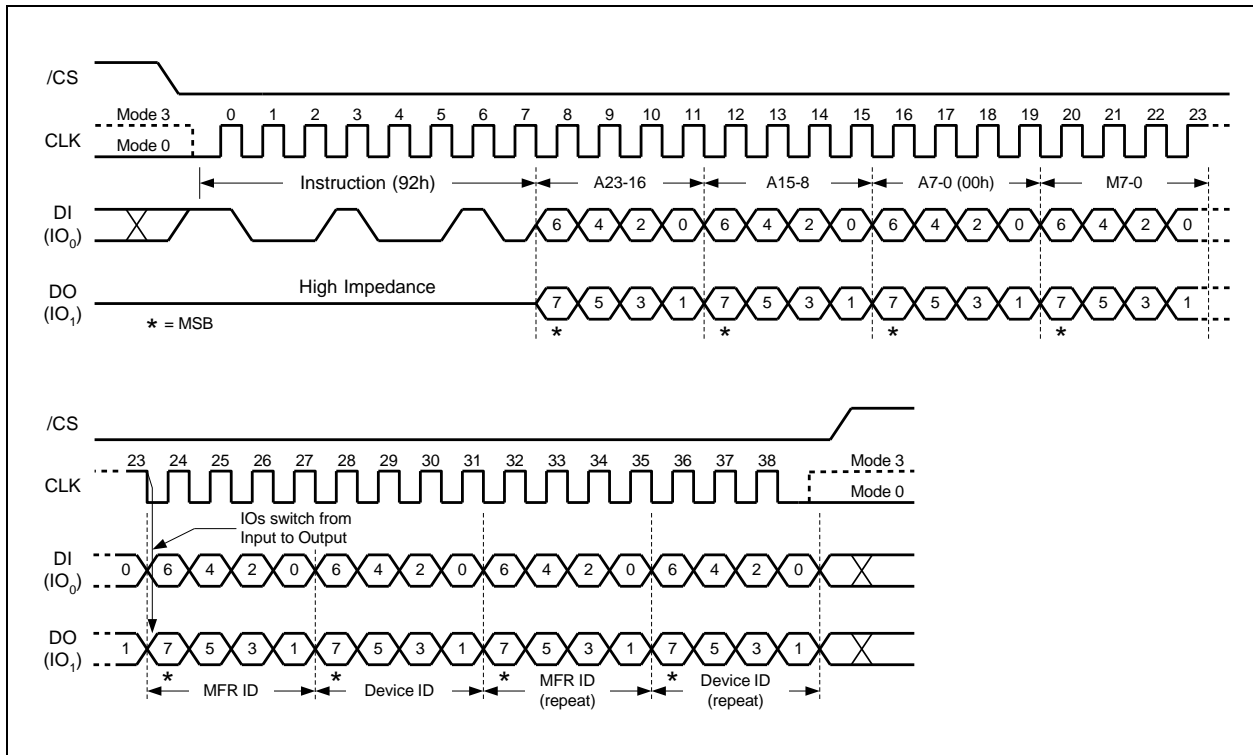 /CS
Mode 3 0 1 2 3 4 5 6 7 8 9 10 11 12 13 14 15 16 17 18 19 20 21 22 23
CLK
Mode 0
Instruction (92h) A23-16 A15-8 A7-0 (00h) M7-0
DI
(IO0) 6 4 2 0 6 4 2 0 6 4 2 0 6 4 2 0
High Impedance
DO
(IO1) 7 5 3 1 7 5 3 1 7 5 3 1 7 5 3 1
* = MSB * * * *
/CS
23 24 25 26 27 28 29 30 31 32 33 34 35 36 37 38 Mode 3
CLK
Mode 0
IOs switch from
Input to Output
DI
(IO0) 0 6 4 2 0 6 4 2 0 6 4 2 0 6 4 2 0
DO
(IO1) 1 7 5 3 1 7 5 3 1 7 5 3 1 7 5 3 1
* * * *
MFR ID Device ID MFR ID
(repeat) Device ID
(repeat)